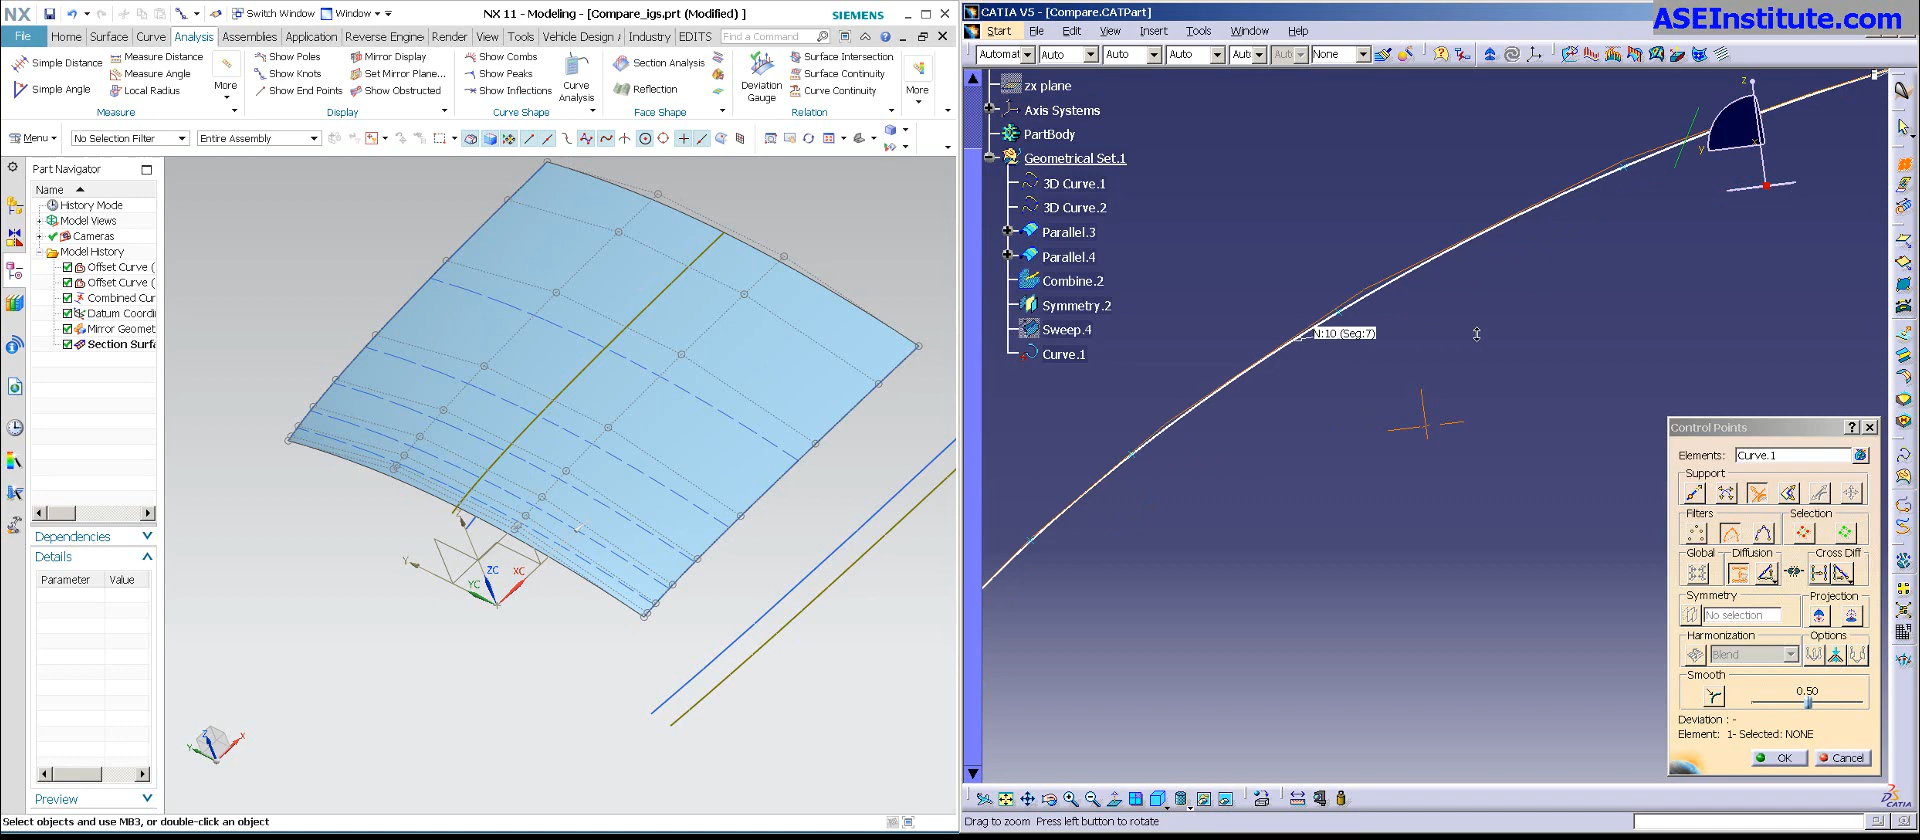 NX
Switch Window
Window
NX 11 - Modeling - [Compare_igs.prt (Modified) ]
SIEMENS
File
Home
Surface
Curve
Analysis
Assemblies
Application
Reverse Engine
Render
View
Tools
Vehicle Design
Industry
EDITS
Find a Command
Simple Distance
Measure Distance
Measure Angle
Simple Angle
Local Radius
More
Measure
Show Poles
Show Knots
Show End Points
Mirror Display
Set Mirror Plane...
Show Obstructed
Display
Show Combs
Show Peaks
Show Inflections
Curve
Analysis
Curve Shape
Section Analysis
Reflection
Face Shape
Deviation
Gauge
Surface Intersection
Surface Continuity
Curve Continuity
Relation
More
Menu
No Selection Filter
Entire Assembly
Part Navigator
Name
History Mode
Model Views
Cameras
Model History
Offset Curve (
Offset Curve (
Combined Cur
Datum Coordi
Mirror Geomet
Section Surfa
Dependencies
Details
Parameter
Value
Preview
Y
YC
ZC
XC
Z
Y
X
Select objects and use MB3, or double-click an object
CATIA V5 - [Compare.CATPart]
ASEInstitute.com
Start
File
Edit
View
Insert
Tools
Window
Help
Automat
Auto
Auto
Auto
Aut
Aut
None
zx plane
Axis Systems
PartBody
Geometrical Set.1
3D Curve.1
3D Curve.2
Parallel.3
Parallel.4
Combine.2
Symmetry.2
Sweep.4
Curve.1
N:10 (Seg:7)
z
y
x
Control Points
Elements:
Curve.1
Support
Filters
Selection
Global
Diffusion
Cross Diff
Symmetry
Projection
No selection
Harmonization
Options
Blend
Smooth
0.50
Deviation : -
Element: 1- Selected: NONE
OK
Cancel
CATIA
Drag to zoom Press left button to rotate